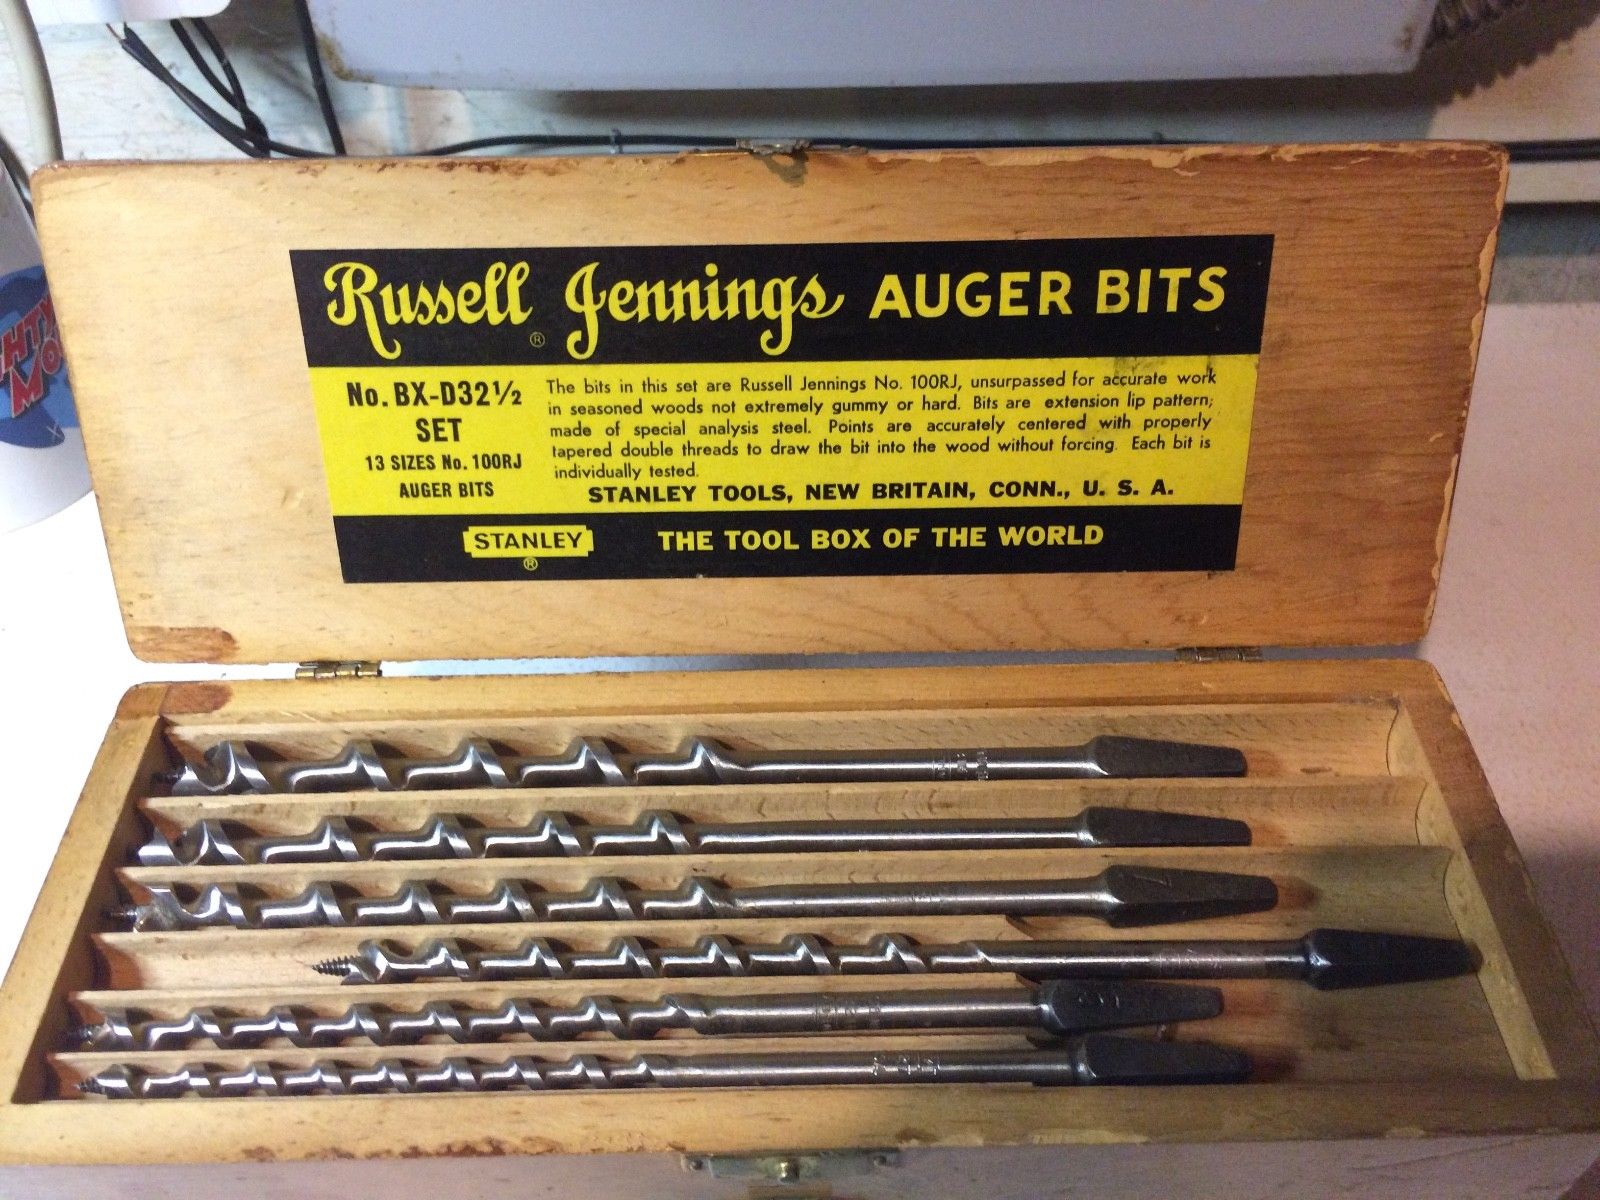 Russell Jennings AUGER BITS
®
No. BX-D32½
SET
13 SIZES No. 100RJ
AUGER BITS
The bits in this set are Russell Jennings No. 100RJ, unsurpassed for accurate work
in seasoned woods not extremely gummy or hard. Bits are extension lip pattern;
made of special analysis steel. Points are accurately centered with properly
tapered double threads to draw the bit into the wood without forcing. Each bit is
individually tested.
STANLEY TOOLS, NEW BRITAIN, CONN., U. S. A.
STANLEY
®
THE TOOL BOX OF THE WORLD
7